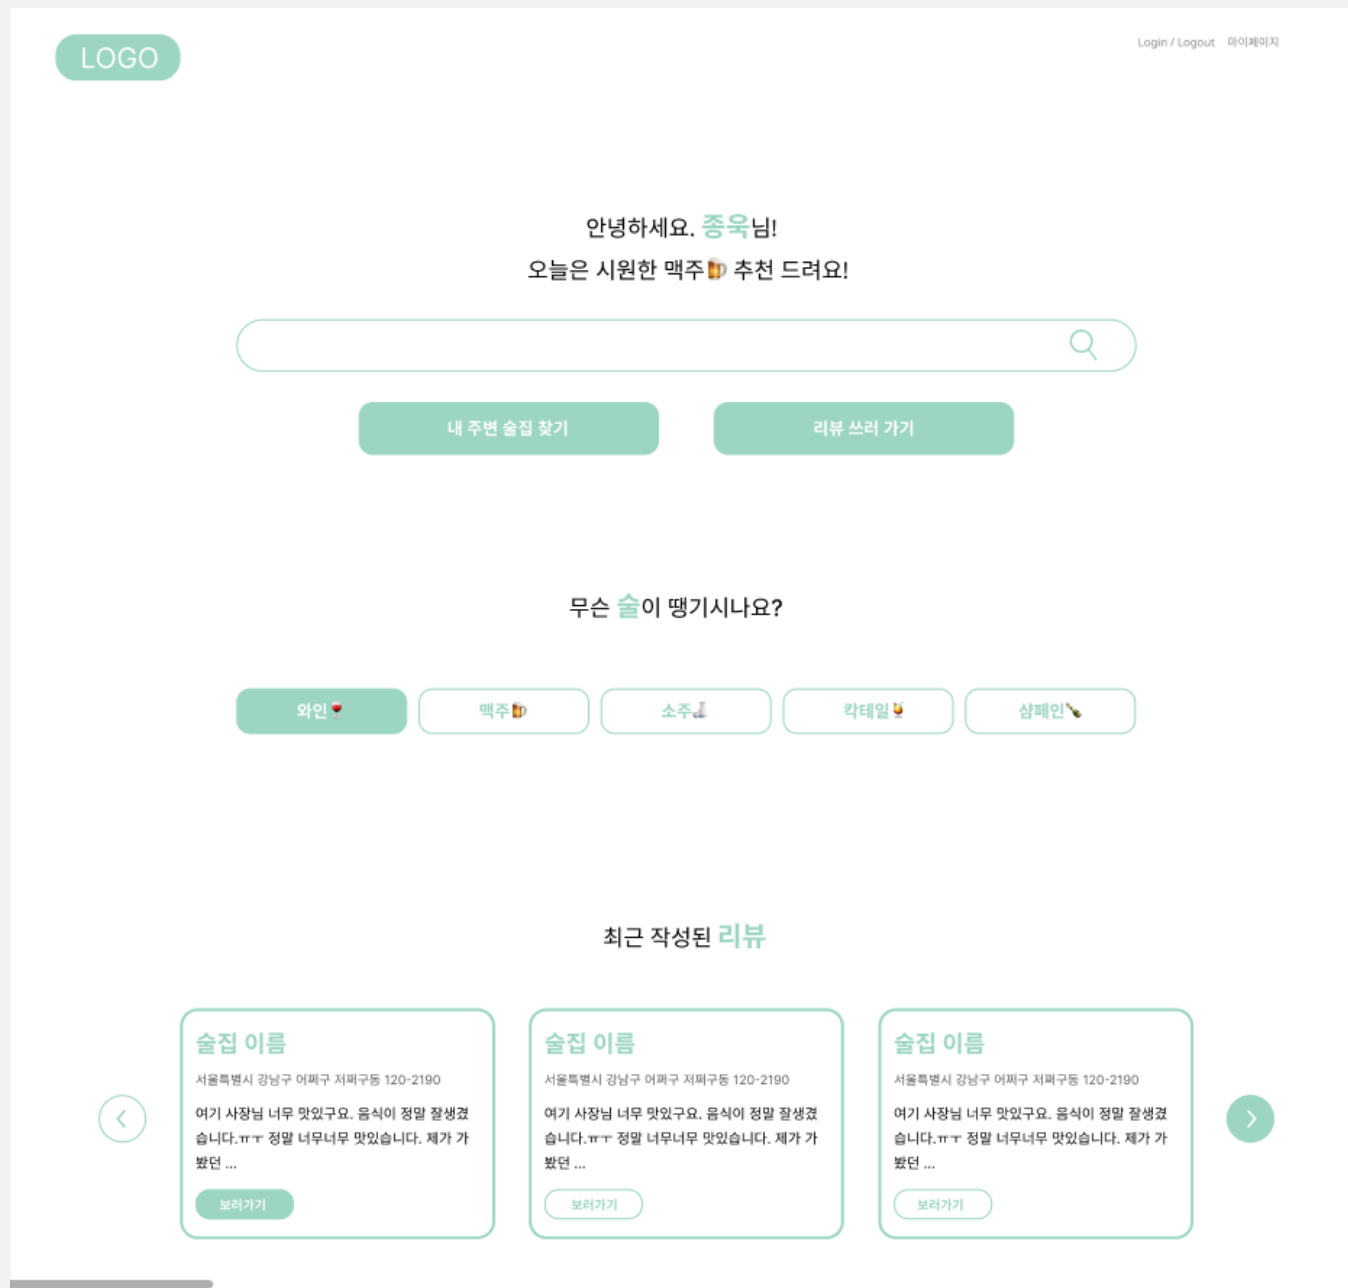 LOGO
Login / Logout 마이페이지
안녕하세요. 종욱님!
오늘은 시원한 맥주🍺 추천 드려요!
내 주변 술집 찾기
리뷰 쓰러 가기
무슨 술이 땡기시나요?
와인🍷
맥주🍺
소주🍶
칵테일🍹
샴페인🍾
최근 작성된 리뷰
술집 이름
서울특별시 강남구 어쩌구 저쩌구동 120-2190
여기 사장님 너무 맛있구요. 음식이 정말 잘생겼
습니다.ㅠㅜ 정말 너무너무 맛있습니다. 제가 가
봤던 ...
보러가기
술집 이름
서울특별시 강남구 어쩌구 저쩌구동 120-2190
여기 사장님 너무 맛있구요. 음식이 정말 잘생겼
습니다.ㅠㅜ 정말 너무너무 맛있습니다. 제가 가
봤던 ...
보러가기
술집 이름
서울특별시 강남구 어쩌구 저쩌구동 120-2190
여기 사장님 너무 맛있구요. 음식이 정말 잘생겼
습니다.ㅠㅜ 정말 너무너무 맛있습니다. 제가 가
봤던 ...
보러가기